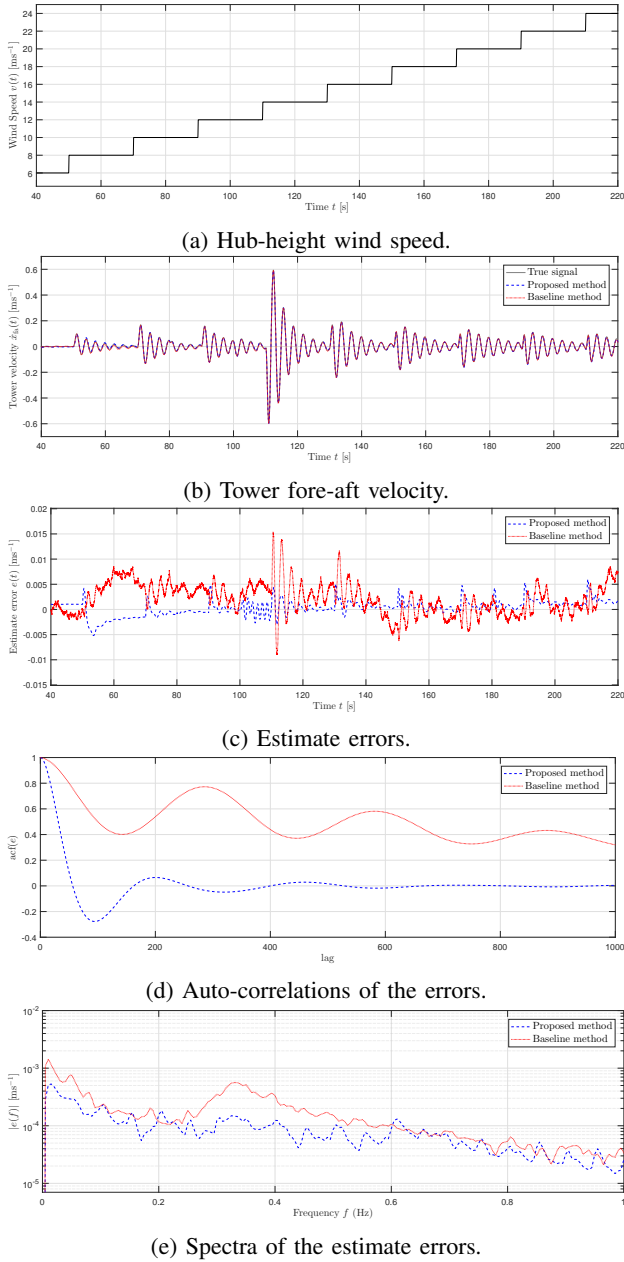 24
22
20
18
16
14
12
10
8
6
Wind Speed v(t) [ms⁻¹]
40 60 80 100 120 140 160 180 200 220
Time t [s]
(a) Hub-height wind speed.
0.6
0.4
0.2
0
-0.2
-0.4
-0.6
Tower velocity ẋ_fa(t) [ms⁻¹]
True signal
Proposed method
Baseline method
40 60 80 100 120 140 160 180 200 220
Time t [s]
(b) Tower fore-aft velocity.
0.02
0.015
0.01
0.005
0
-0.005
-0.01
-0.015
Estimate error e(t) [ms⁻¹]
Proposed method
Baseline method
40 60 80 100 120 140 160 180 200 220
Time t [s]
(c) Estimate errors.
1
0.8
0.6
0.4
0.2
0
-0.2
-0.4
acf(e)
Proposed method
Baseline method
0 200 400 600 800 1000
lag
(d) Auto-correlations of the errors.
10⁻²
10⁻³
10⁻⁴
10⁻⁵
|e(f)| [ms⁻¹]
Proposed method
Baseline method
0 0.2 0.4 0.6 0.8 1
Frequency f (Hz)
(e) Spectra of the estimate errors.